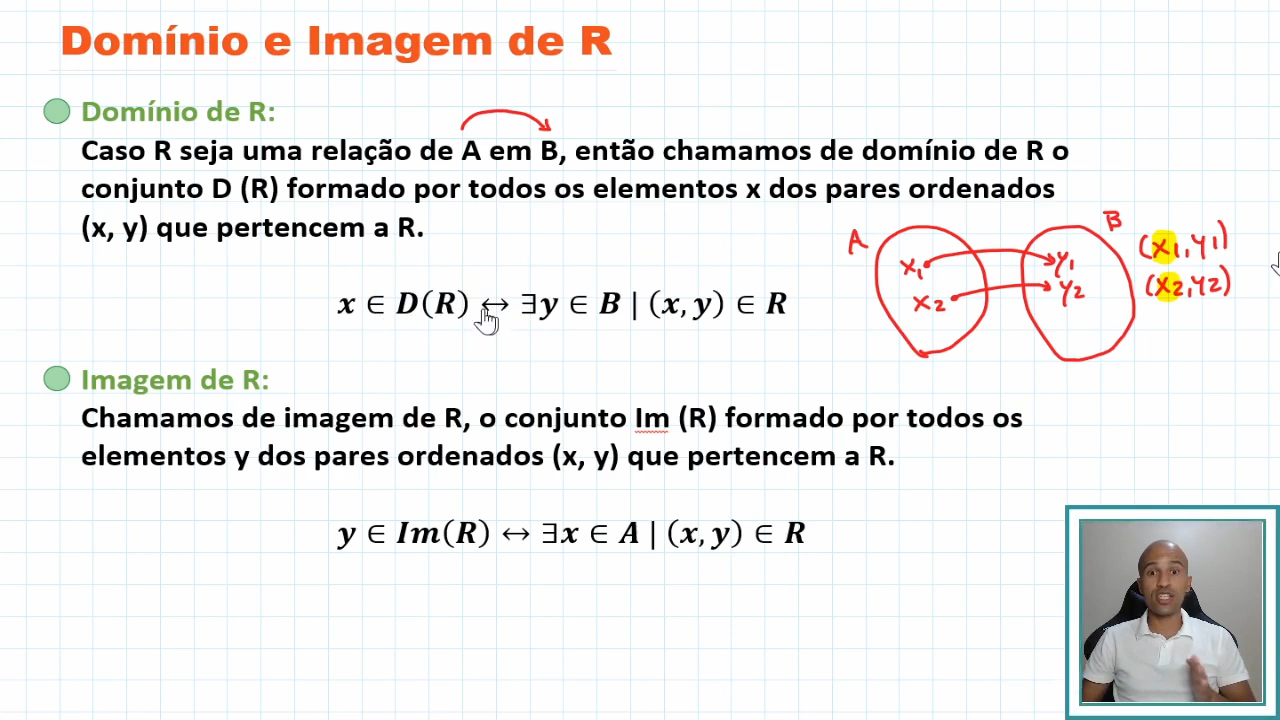 Domínio e Imagem de R
Domínio de R:
Caso R seja uma relação de A em B, então chamamos de domínio de R o
conjunto D (R) formado por todos os elementos x dos pares ordenados
(x, y) que pertencem a R.
A
B
x₁
x₂
y₁
y₂
(x₁,y₁)
(x₂,y₂)
x ∈ D(R) ↔ ∃y ∈ B | (x, y) ∈ R
Imagem de R:
Chamamos de imagem de R, o conjunto Im (R) formado por todos os
elementos y dos pares ordenados (x, y) que pertencem a R.
y ∈ Im(R) ↔ ∃x ∈ A | (x, y) ∈ R